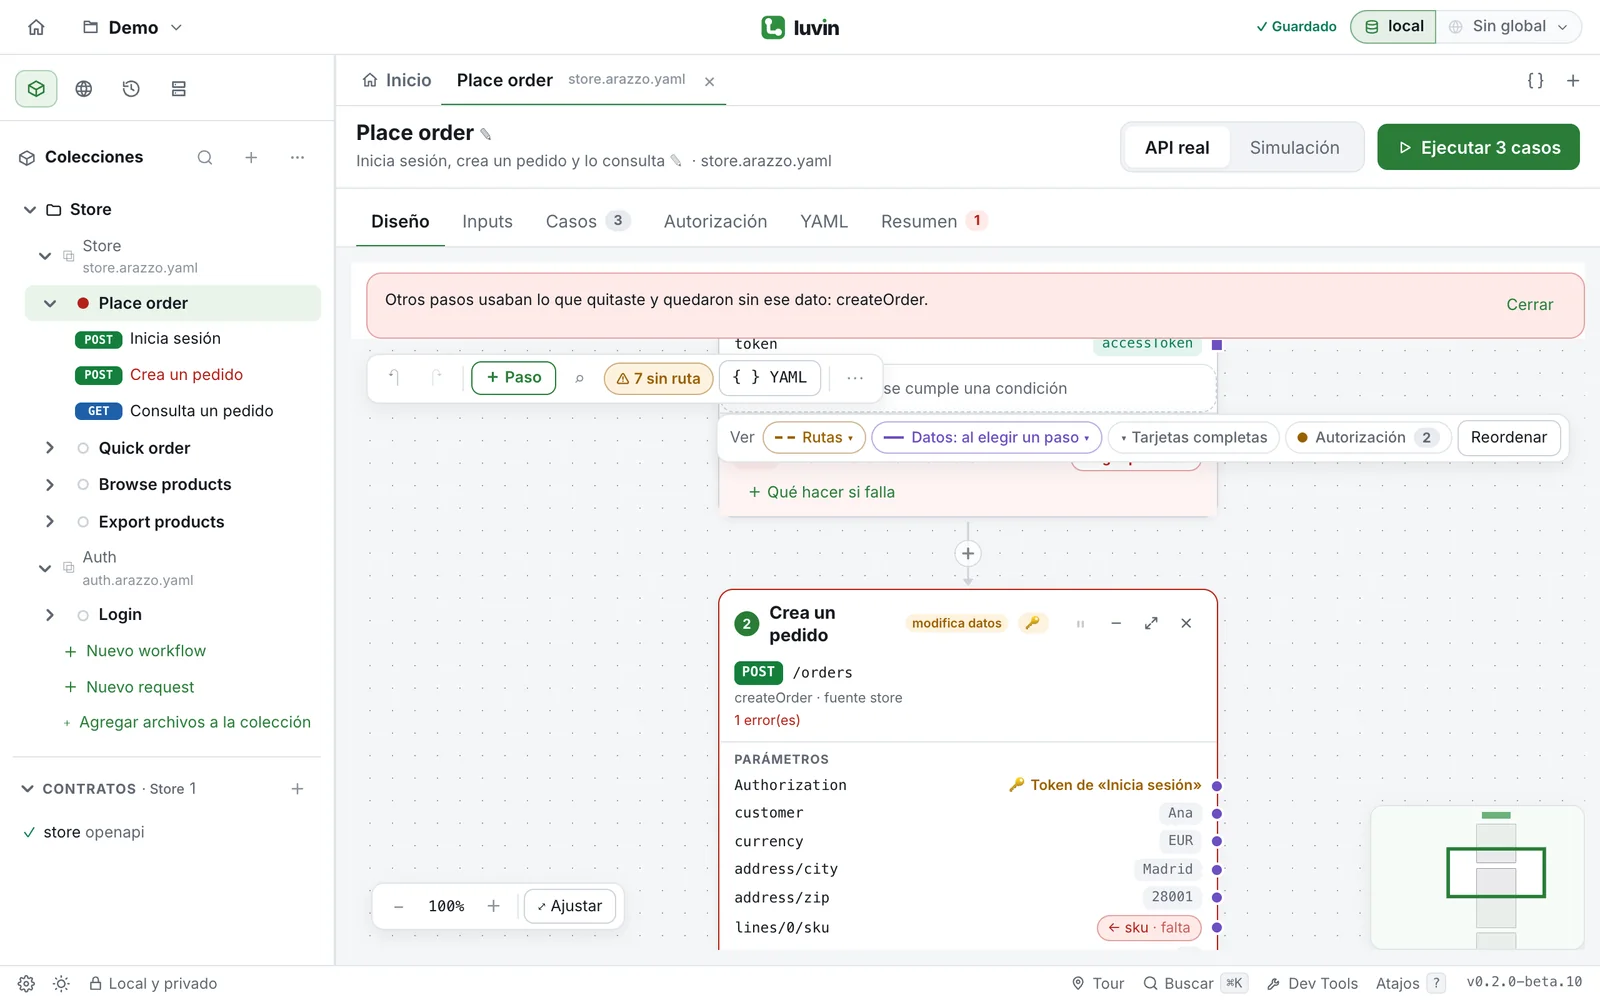 Demo
luvin
Guardado
local
Sin global
Inicio
Place order store.arazzo.yaml
Colecciones
Store
Store
store.arazzo.yaml
Place order
POST Inicia sesión
POST Crea un pedido
GET Consulta un pedido
Quick order
Browse products
Export products
Auth
auth.arazzo.yaml
Login
+ Nuevo workflow
+ Nuevo request
+ Agregar archivos a la colección
CONTRATOS · Store 1
store openapi
Place order
Inicia sesión, crea un pedido y lo consulta · store.arazzo.yaml
API real
Simulación
Ejecutar 3 casos
Diseño
Inputs
Casos 3
Autorización
YAML
Resumen 1
Otros pasos usaban lo que quitaste y quedaron sin ese dato: createOrder.
Cerrar
token accessToken
+ Paso
7 sin ruta
{ } YAML
···
se cumple una condición
Ver
Rutas
Datos: al elegir un paso
Tarjetas completas
Autorización 2
Reordenar
+ Qué hacer si falla
2 Crea un pedido
modifica datos
POST /orders
createOrder · fuente store
1 error(es)
PARÁMETROS
Authorization Token de «Inicia sesión»
customer Ana
currency EUR
address/city Madrid
address/zip 28001
lines/0/sku ← sku · falta
− 100% +
Ajustar
Local y privado
Tour
Buscar ⌘K
Dev Tools
Atajos ?
v0.2.0-beta.10